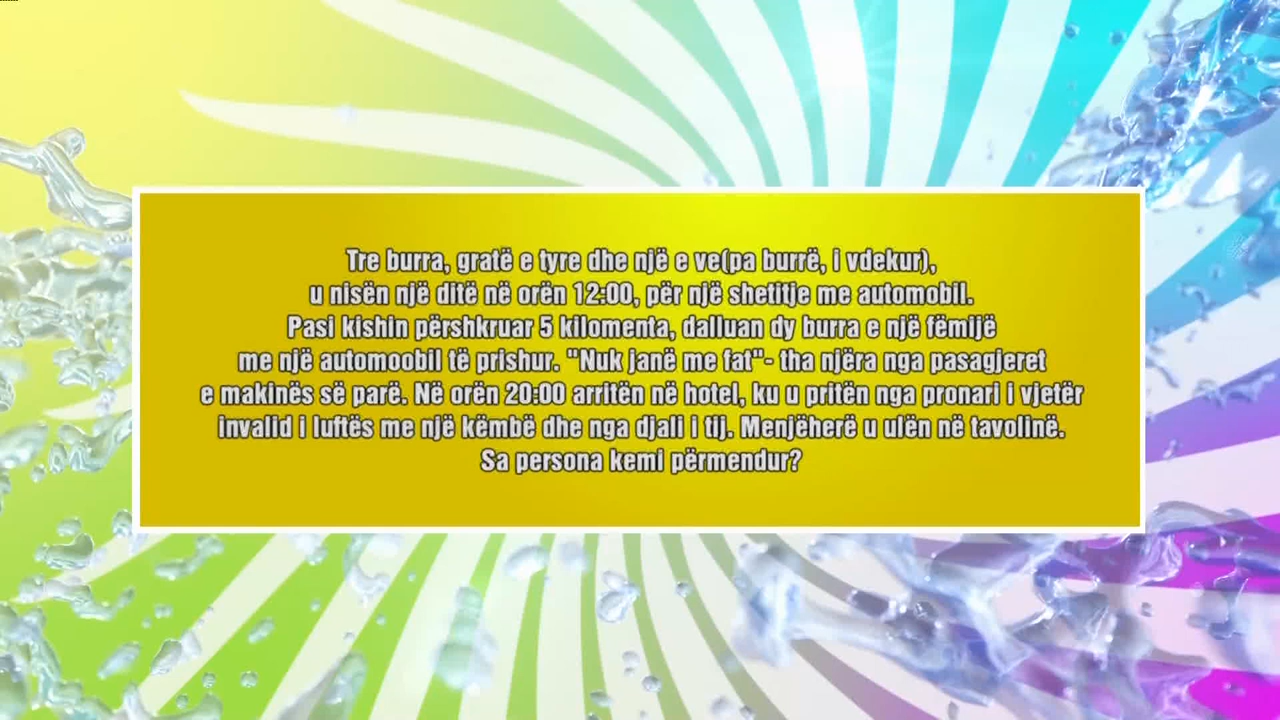 Tre burra, gratë e tyre dhe një e ve(pa burrë, i vdekur),
u nisën një ditë në orën 12:00, për një shetitje me automobil.
Pasi kishin përshkruar 5 kilomenta, dalluan dy burra e një fëmijë
me një automoobil të prishur. "Nuk janë me fat"- tha njëra nga pasagjeret
e makinës së parë. Në orën 20:00 arritën në hotel, ku u pritën nga pronari i vjetër
invalid i luftës me një këmbë dhe nga djali i tij. Menjëherë u ulën në tavolinë.
Sa persona kemi përmendur?